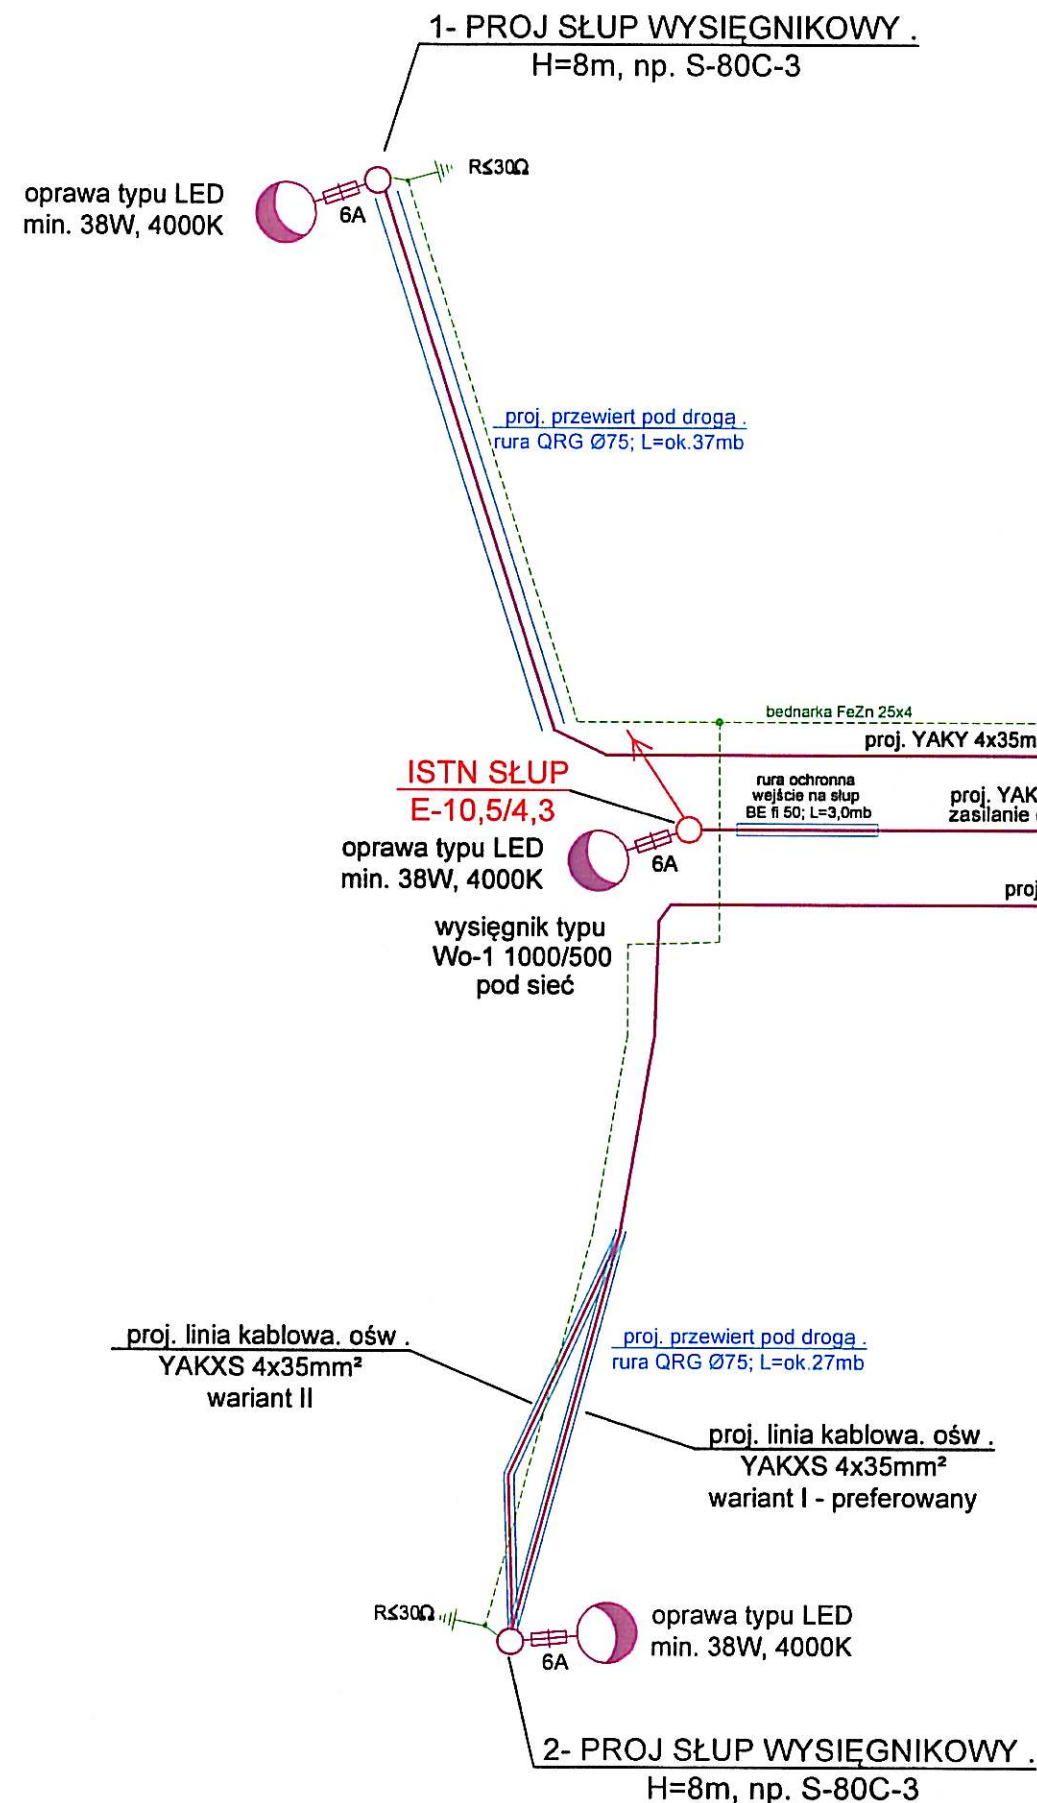 1- PROJ SŁUP WYSIĘGNIKOWY .
H=8m, np. S-80C-3
R≤30Ω
oprawa typu LED
min. 38W, 4000K
6A
proj. przewiert pod drogą .
rura QRG Ø75; L=ok.37mb
bednarka FeZn 25x4
proj. YAKY 4x35m
ISTN SŁUP
E-10,5/4,3
rura ochronna
wejście na słup
BE fi 50; L=3,0mb
proj. YAK
zasilanie
oprawa typu LED
min. 38W, 4000K
6A
proj
wysięgnik typu
Wo-1 1000/500
pod sieć
proj. linia kablowa. ośw .
YAKXS 4x35mm²
wariant II
proj. przewiert pod drogą .
rura QRG Ø75; L=ok.27mb
proj. linia kablowa. ośw .
YAKXS 4x35mm²
wariant I - preferowany
R≤30Ω
6A
oprawa typu LED
min. 38W, 4000K
2- PROJ SŁUP WYSIĘGNIKOWY .
H=8m, np. S-80C-3